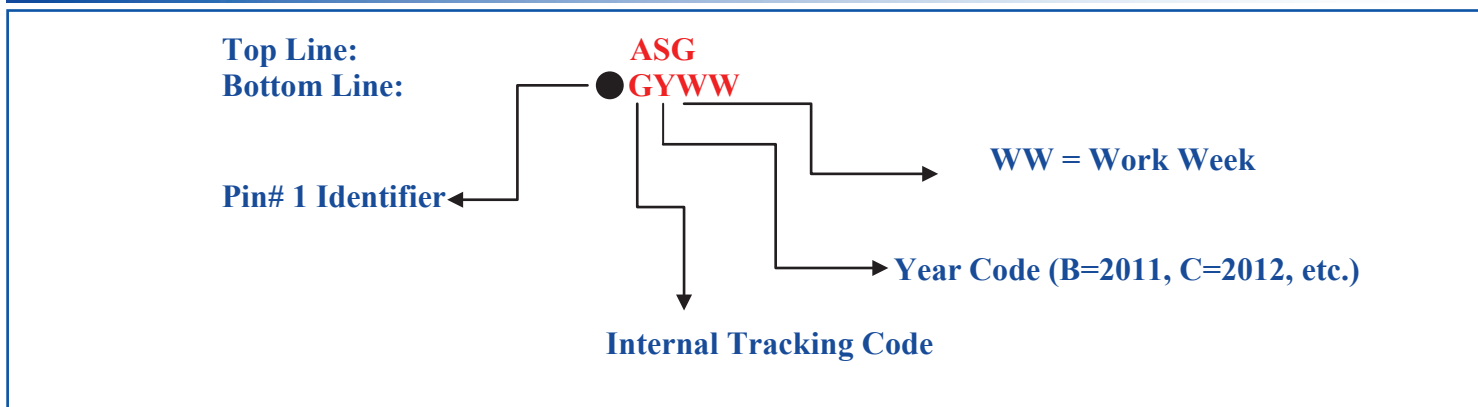 Top Line: ASG
Bottom Line: GYWW
WW = Work Week
Pin# 1 Identifier
Year Code (B=2011, C=2012, etc.)
Internal Tracking Code